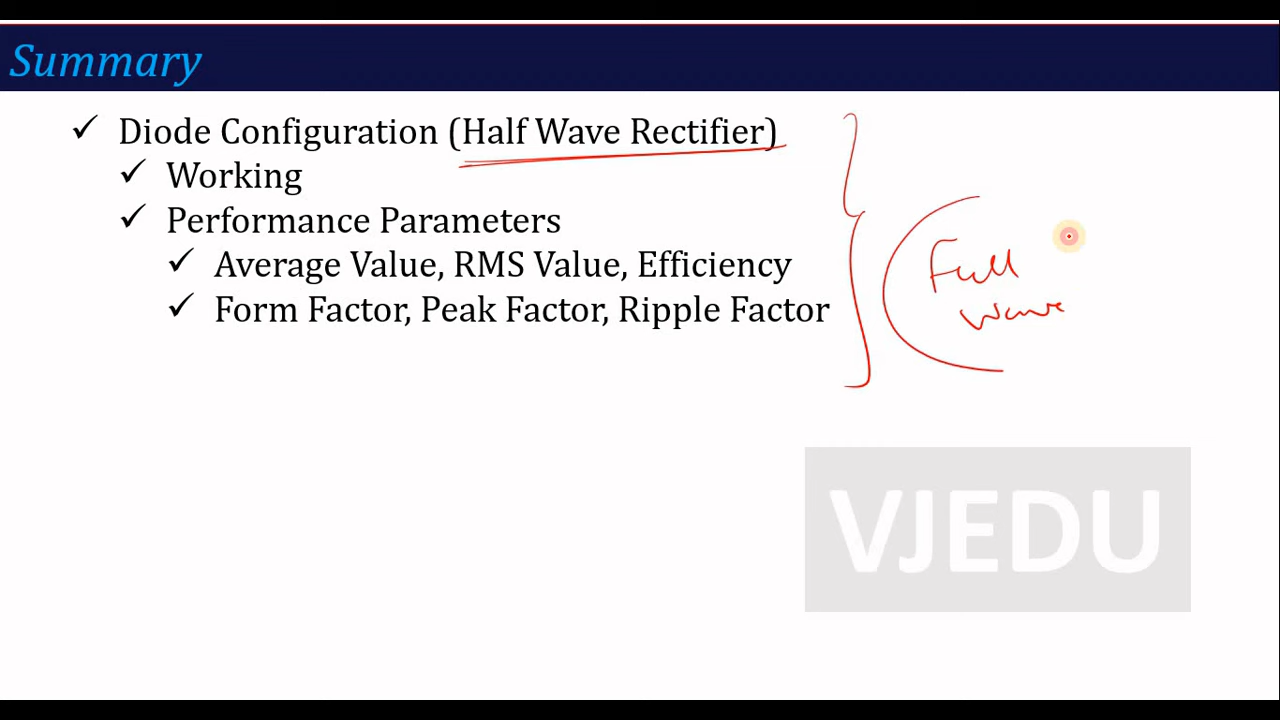 Summary
✓ Diode Configuration (Half Wave Rectifier)
✓ Working
✓ Performance Parameters
✓ Average Value, RMS Value, Efficiency
✓ Form Factor, Peak Factor, Ripple Factor
Full
Wave
VJEDU